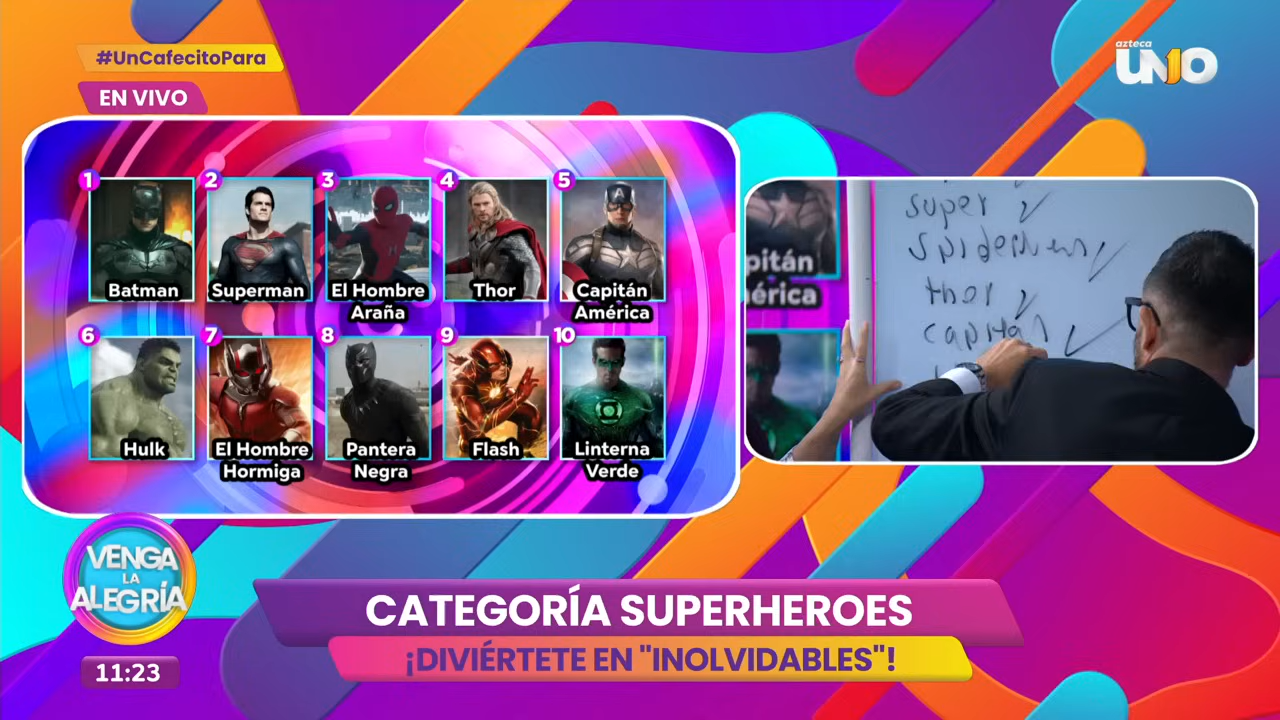 #UnCafecitoPara
azteca
UNO
EN VIVO
1
2
3
4
5
Batman
Superman
El Hombre
Araña
Thor
Capitán
América
6
7
8
9
10
Hulk
El Hombre
Hormiga
Pantera
Negra
Flash
Linterna
Verde
pitán
érica
super
spiderman
thor
capitan
VENGA
LA
ALEGRÍA
11:23
CATEGORÍA SUPERHEROES
¡DIVIÉRTETE EN "INOLVIDABLES"!